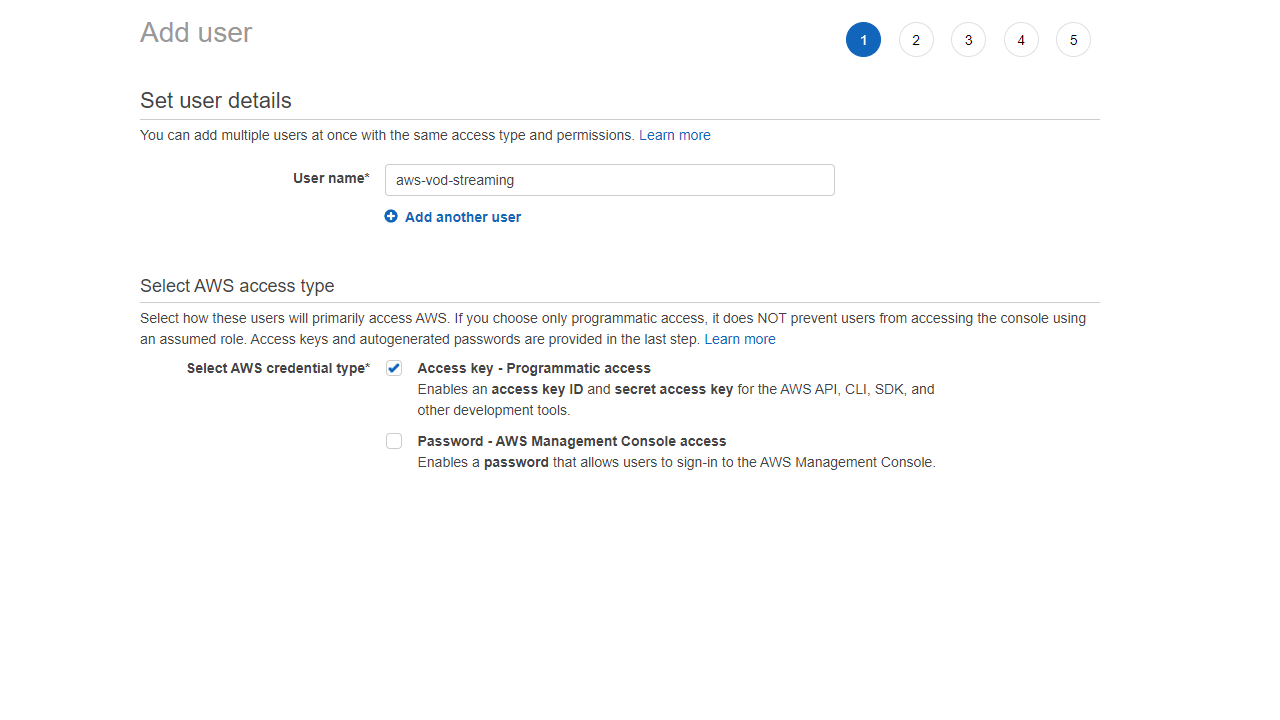 Add user
1 2 3 4 5
Set user details
You can add multiple users at once with the same access type and permissions. Learn more
User name* aws-vod-streaming
Add another user
Select AWS access type
Select how these users will primarily access AWS. If you choose only programmatic access, it does NOT prevent users from accessing the console using
an assumed role. Access keys and autogenerated passwords are provided in the last step. Learn more
Select AWS credential type* Access key - Programmatic access
Enables an access key ID and secret access key for the AWS API, CLI, SDK, and
other development tools.
Password - AWS Management Console access
Enables a password that allows users to sign-in to the AWS Management Console.